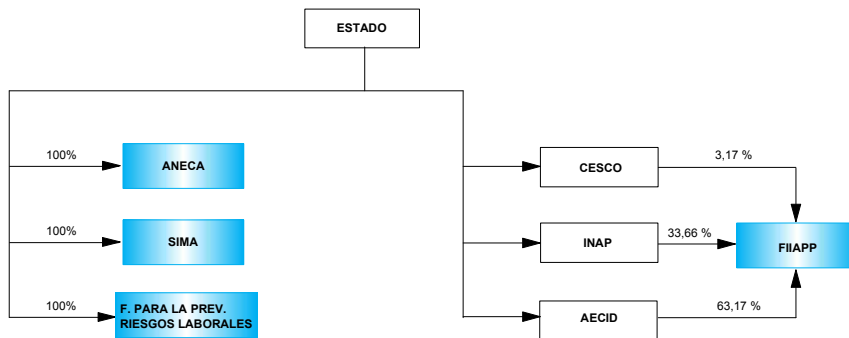 ESTADO
100%
ANECA
CESCO
3,17 %
100%
SIMA
INAP
33,66 %
FIIAPP
100%
F. PARA LA PREV.
RIESGOS LABORALES
AECID
63,17 %